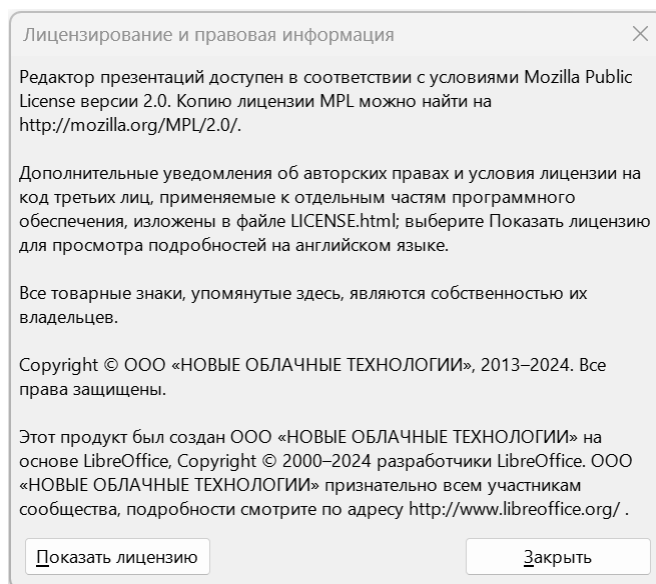 Лицензирование и правовая информация
Редактор презентаций доступен в соответствии с условиями Mozilla Public
License версии 2.0. Копию лицензии MPL можно найти на
http://mozilla.org/MPL/2.0/.
Дополнительные уведомления об авторских правах и условия лицензии на
код третьих лиц, применяемые к отдельным частям программного
обеспечения, изложены в файле LICENSE.html; выберите Показать лицензию
для просмотра подробностей на английском языке.
Все товарные знаки, упомянутые здесь, являются собственностью их
владельцев.
Copyright © ООО «НОВЫЕ ОБЛАЧНЫЕ ТЕХНОЛОГИИ», 2013–2024. Все
права защищены.
Этот продукт был создан ООО «НОВЫЕ ОБЛАЧНЫЕ ТЕХНОЛОГИИ» на
основе LibreOffice, Copyright © 2000–2024 разработчики LibreOffice. ООО
«НОВЫЕ ОБЛАЧНЫЕ ТЕХНОЛОГИИ» признательно всем участникам
сообщества, подробности смотрите по адресу http://www.libreoffice.org/ .
Показать лицензию
Закрыть